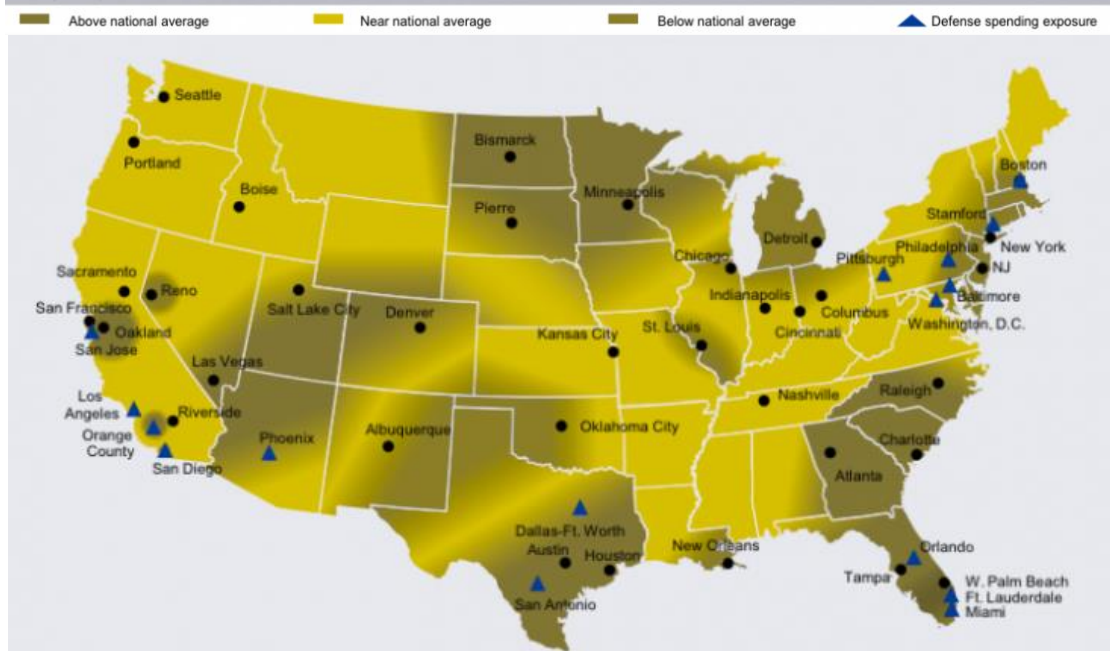 Above national average
Near national average
Below national average
Defense spending exposure
Seattle
Portland
Boise
Bismarck
Pierre
Minneapolis
Boston
Stamford
New York
Detroit
Chicago
Pittsburgh
Philadelphia
NJ
Baltimore
Washington, D.C.
Sacramento
Reno
San Francisco
Oakland
San Jose
Salt Lake City
Denver
Kansas City
St. Louis
Indianapolis
Columbus
Cincinnati
Las Vegas
Los
Angeles
Riverside
Orange
County
San Diego
Phoenix
Albuquerque
Oklahoma City
Nashville
Raleigh
Charlotte
Atlanta
Dallas-Ft. Worth
Austin
Houston
San Antonio
New Orleans
Orlando
Tampa
W. Palm Beach
Ft. Lauderdale
Miami